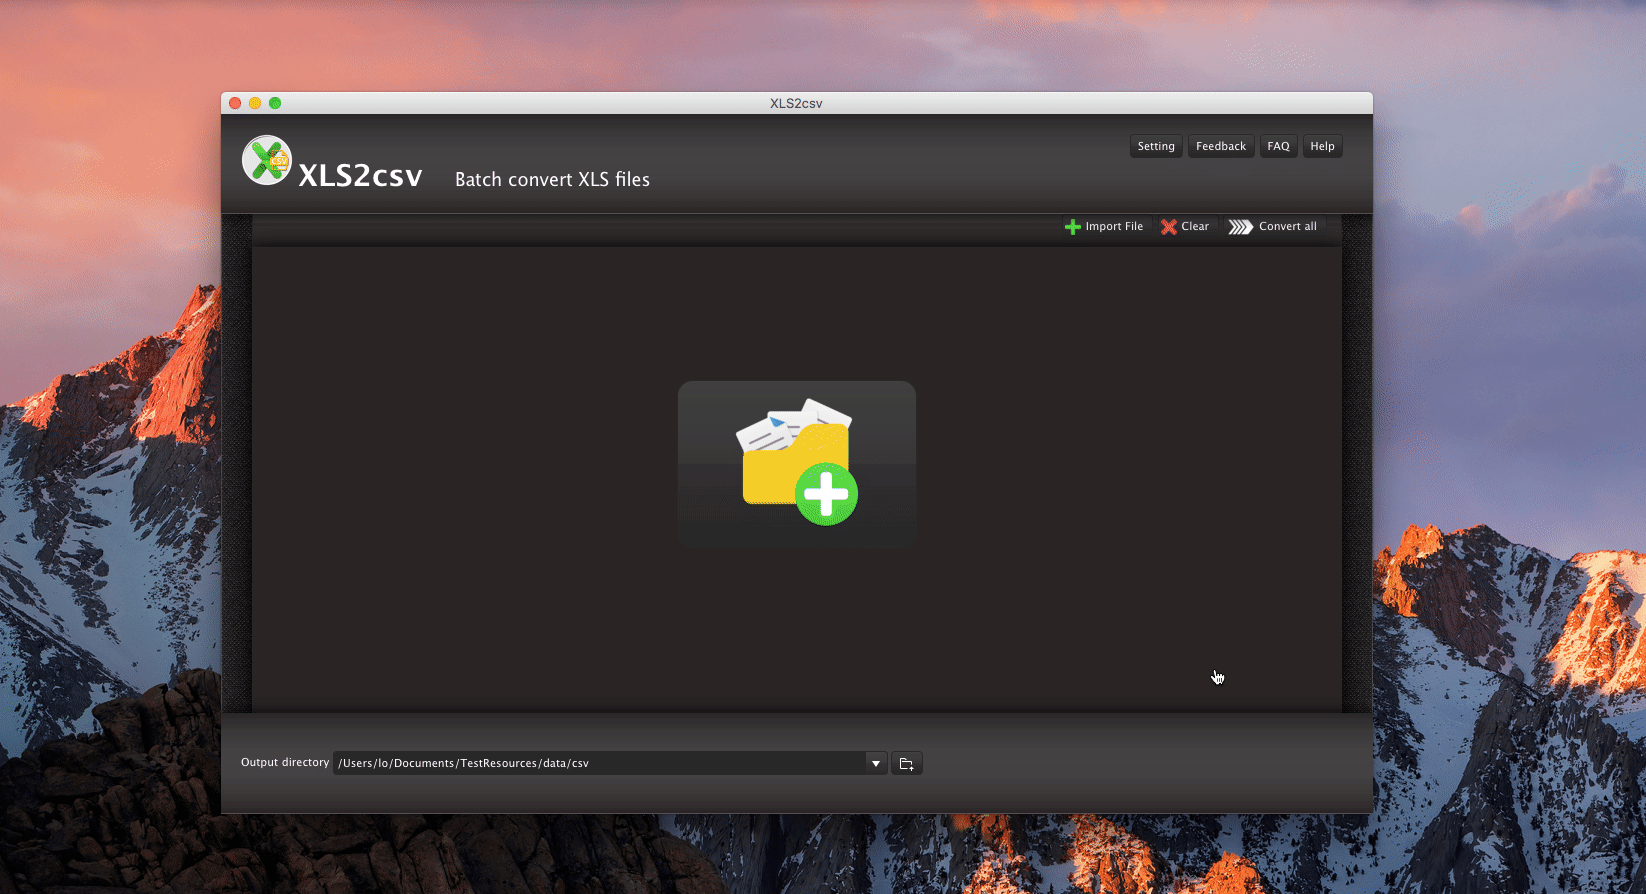 XLS2csv
Setting Feedback FAQ Help
CSV
XLS2csv Batch convert XLS files
Import File Clear Convert all
Output directory /Users/lo/Documents/TestResources/data/csv